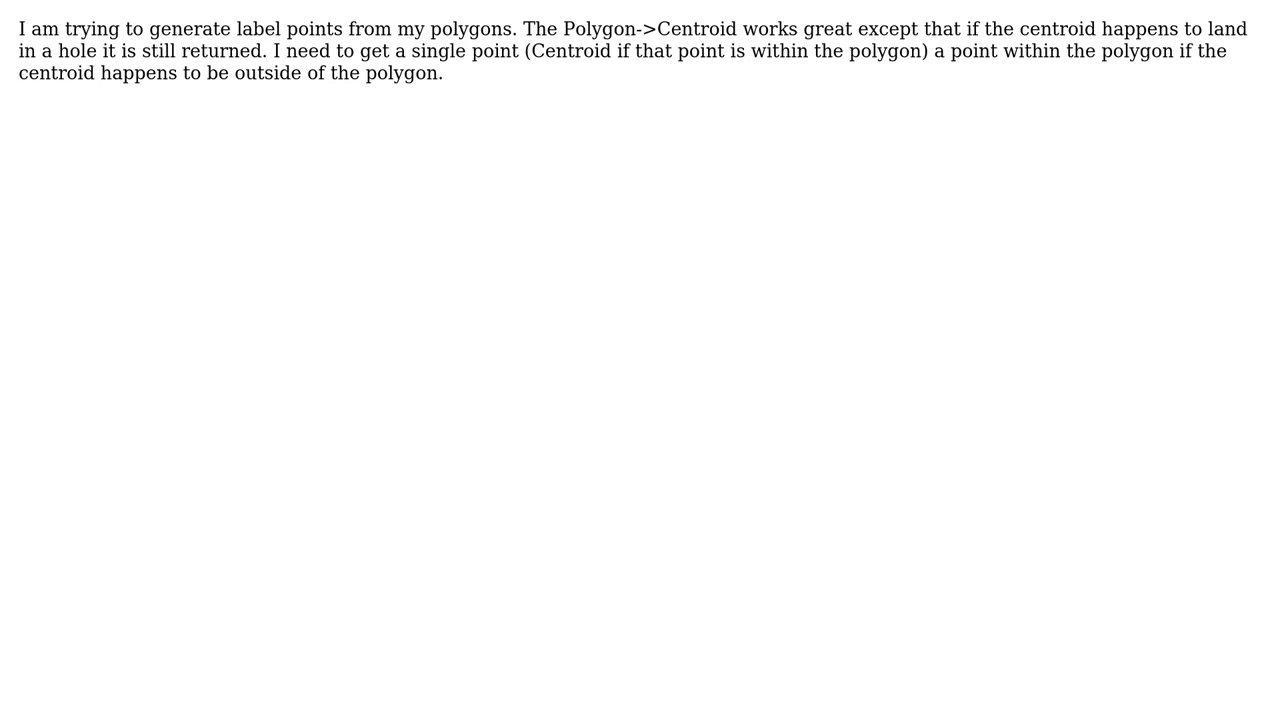 I am trying to generate label points from my polygons. The Polygon->Centroid works great except that if the centroid happens to land
in a hole it is still returned. I need to get a single point (Centroid if that point is within the polygon) a point within the polygon if the
centroid happens to be outside of the polygon.